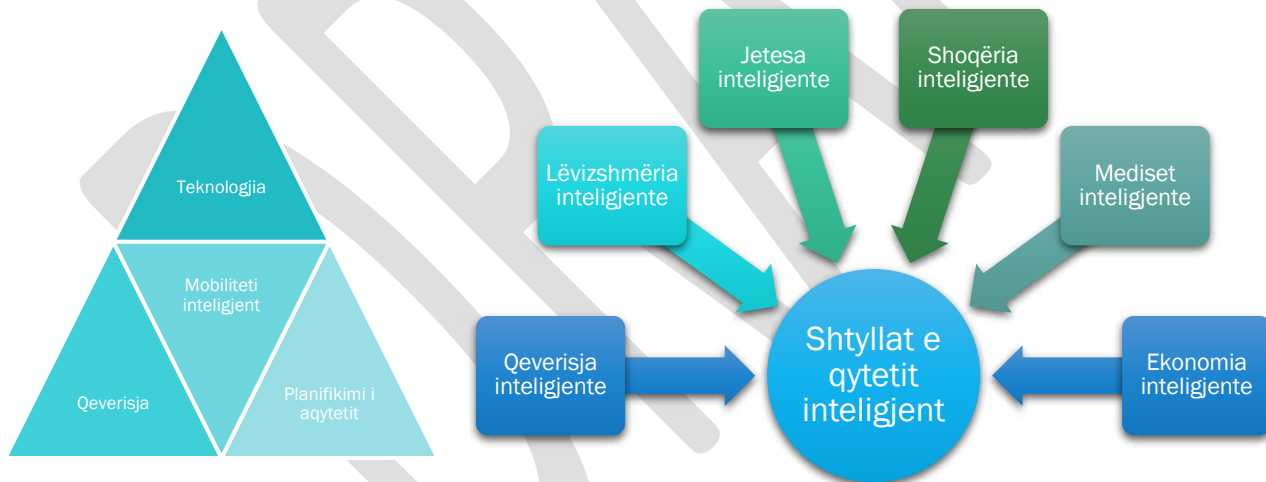 Teknologjia
Mobiliteti
inteligjent
Qeverisja
Planifikimi i
aqytetit
Qeverisja
inteligjente
Lëvizshmëria
inteligjente
Jetesa
inteligjente
Shoqëria
inteligjente
Mediset
inteligjente
Ekonomia
inteligjente
Shtyllat e
qytetit
inteligjent